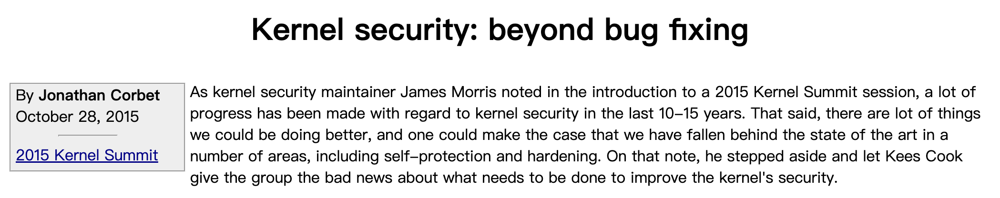 Kernel security: beyond bug fixing
By Jonathan Corbet
October 28, 2015
2015 Kernel Summit
As kernel security maintainer James Morris noted in the introduction to a 2015 Kernel Summit session, a lot of
progress has been made with regard to kernel security in the last 10–15 years. That said, there are lot of things
we could be doing better, and one could make the case that we have fallen behind the state of the art in a
number of areas, including self–protection and hardening. On that note, he stepped aside and let Kees Cook
give the group the bad news about what needs to be done to improve the kernel's security.